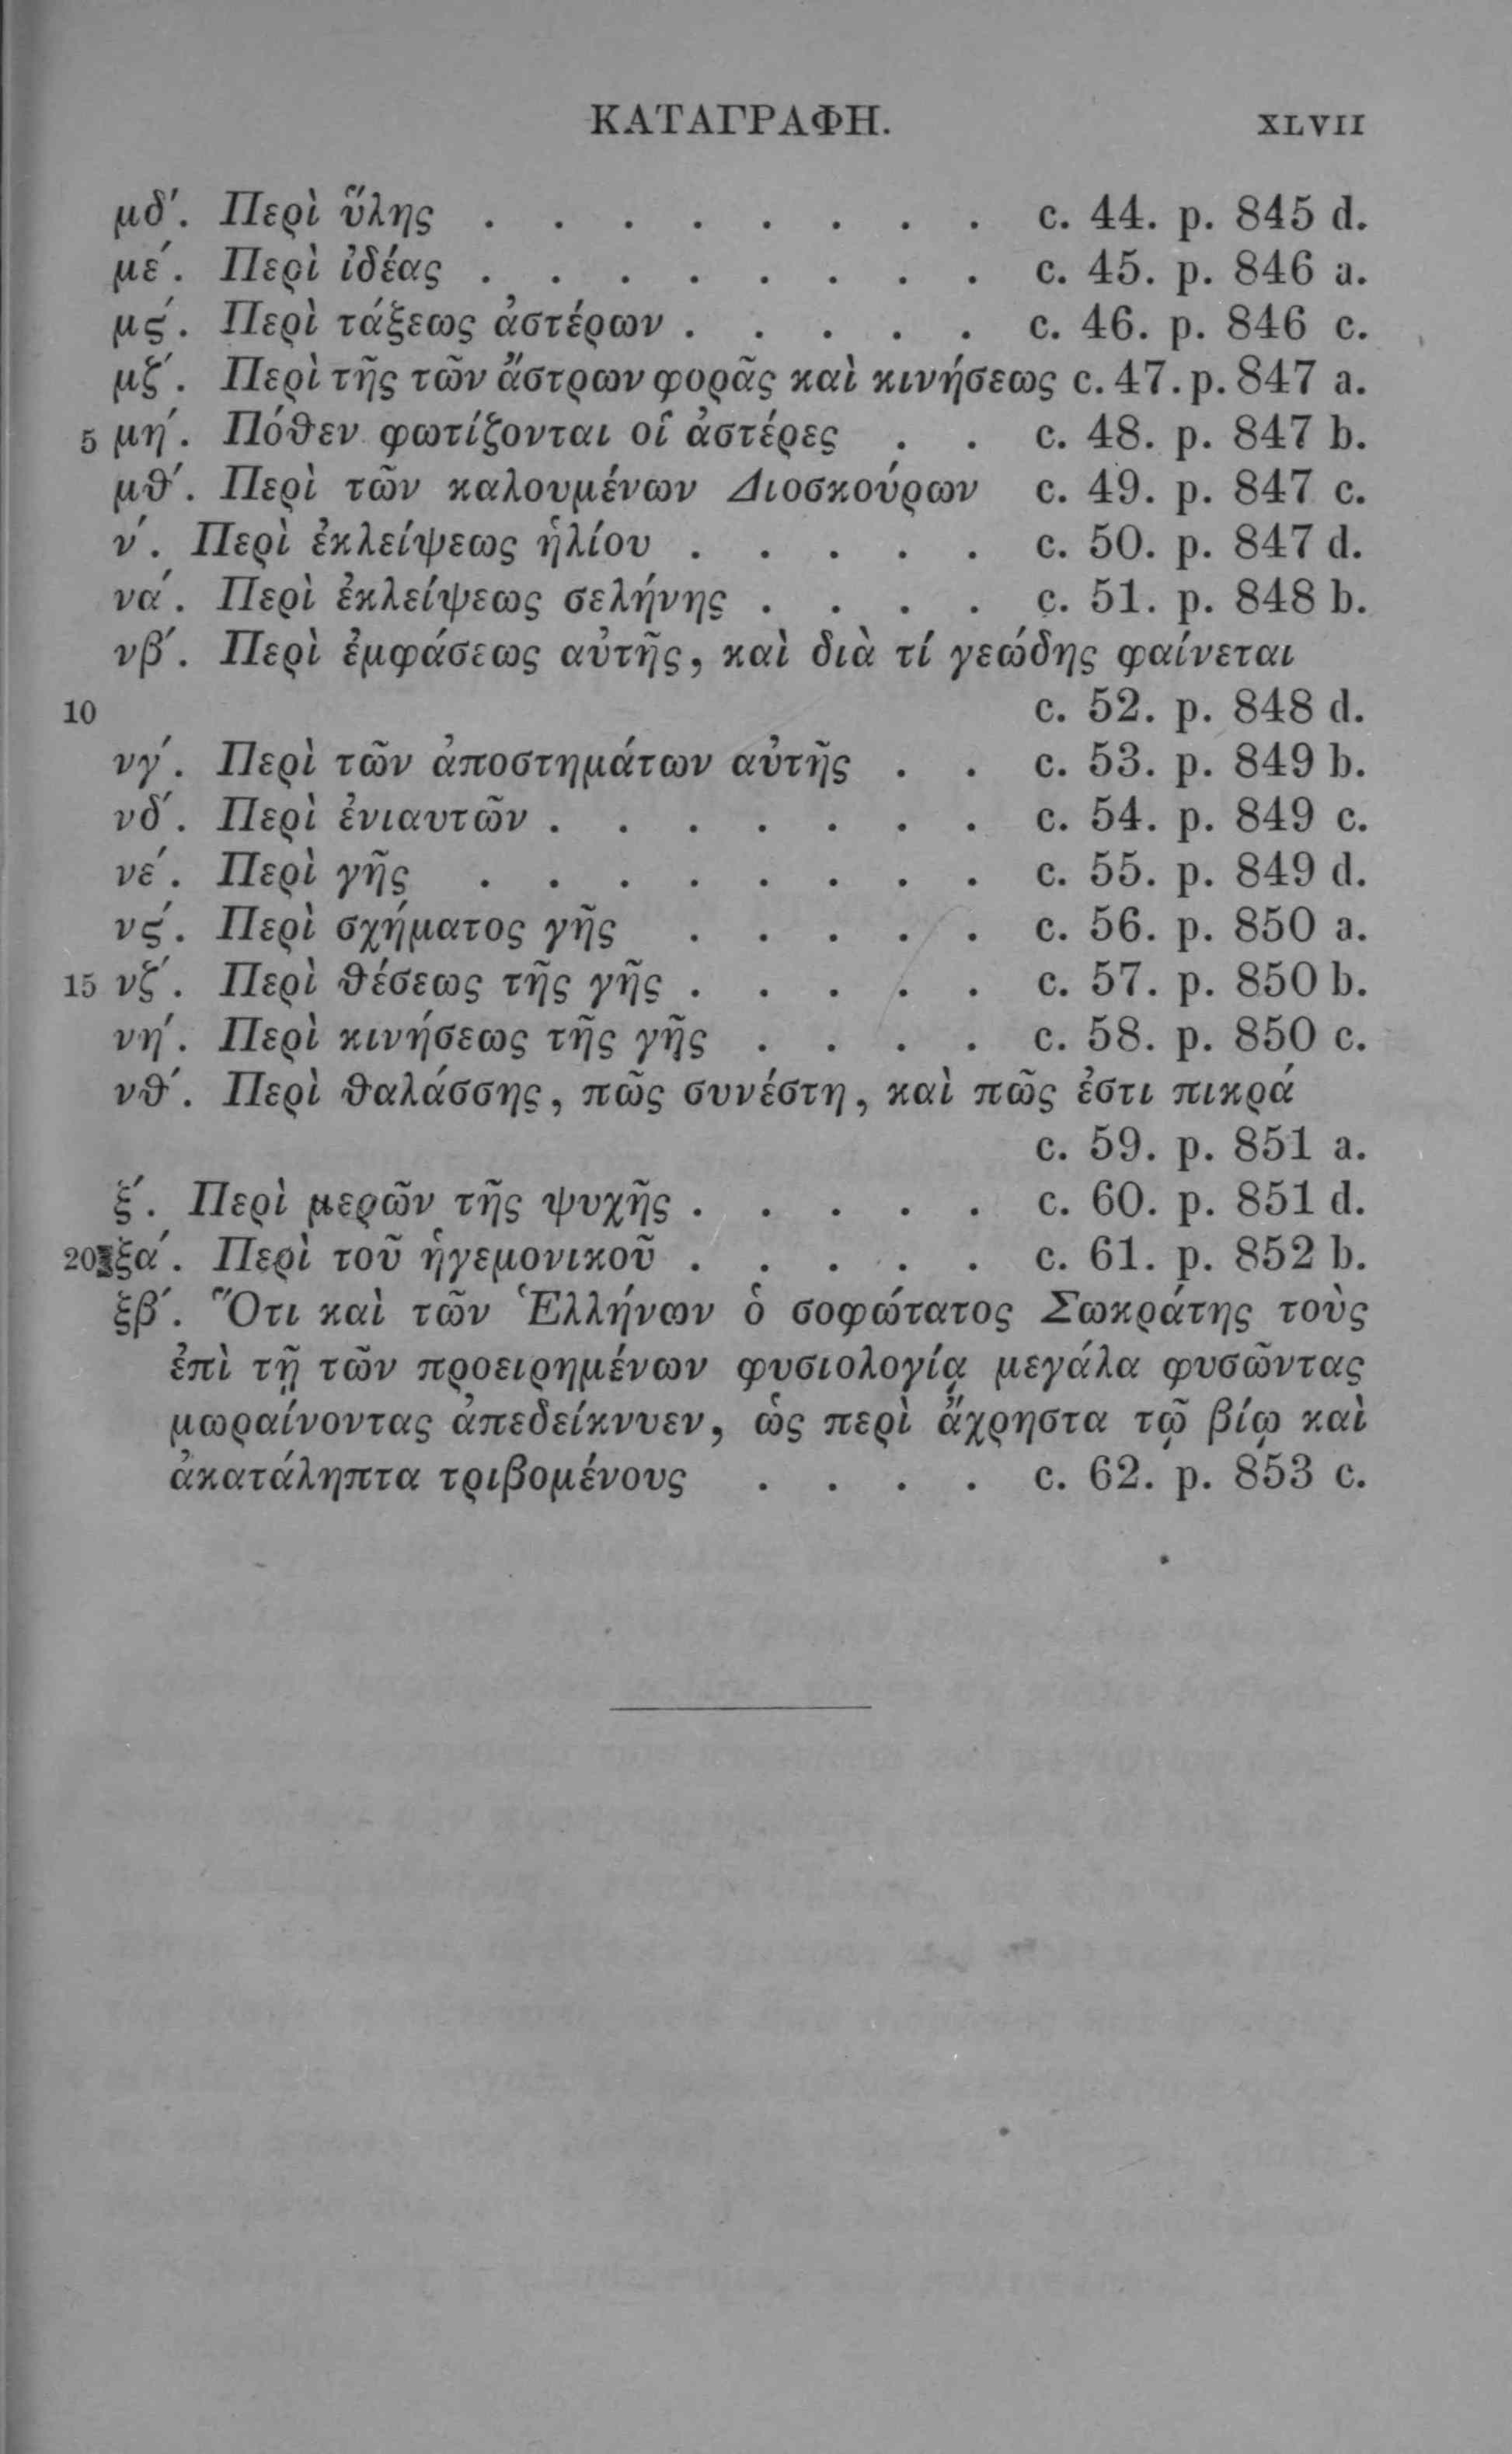 ΚΑΤΑΓΡΑΦΗ. XLVII
μδ΄. Περὶ ὕλης . . . . . . . . c. 44. p. 845 d.
με΄. Περὶ ἰδέας . . . . . . . . c. 45. p. 846 a.
μς΄. Περὶ τάξεως ἀστέρων . . . . . c. 46. p. 846 c.
μζ΄. Περὶ τῆς τῶν ἄστρων φορᾶς καὶ κινήσεως c. 47. p. 847 a.
5 μη΄. Πόθεν φωτίζονται οἱ ἀστέρες . . c. 48. p. 847 b.
μθ΄. Περὶ τῶν καλουμένων Διοσκούρων c. 49. p. 847 c.
ν΄. Περὶ ἐκλείψεως ἡλίου . . . . . c. 50. p. 847 d.
να΄. Περὶ ἐκλείψεως σελήνης . . . . c. 51. p. 848 b.
νβ΄. Περὶ ἐμφάσεως αὐτῆς, καὶ διὰ τί γεώδης φαίνεται
10 c. 52. p. 848 d.
νγ΄. Περὶ τῶν ἀποστημάτων αὐτῆς . . c. 53. p. 849 b.
νδ΄. Περὶ ἐνιαυτῶν . . . . . . . c. 54. p. 849 c.
νε΄. Περὶ γῆς . . . . . . . . c. 55. p. 849 d.
νς΄. Περὶ σχήματος γῆς . . . . . c. 56. p. 850 a.
15 νζ΄. Περὶ θέσεως τῆς γῆς . . . . . c. 57. p. 850 b.
νη΄. Περὶ κινήσεως τῆς γῆς . . . . c. 58. p. 850 c.
νθ΄. Περὶ θαλάσσης, πῶς συνέστη, καὶ πῶς ἐστι πικρά
c. 59. p. 851 a.
ξ΄. Περὶ μερῶν τῆς ψυχῆς . . . . . c. 60. p. 851 d.
20 ξα΄. Περὶ τοῦ ἡγεμονικοῦ . . . . . c. 61. p. 852 b.
ξβ΄. Ὅτι καὶ τῶν Ἑλλήνων ὁ σοφώτατος Σωκράτης τοὺς
ἐπὶ τῇ τῶν προειρημένων φυσιολογίᾳ μεγάλα φυσῶντας
μωραίνοντας ἀπεδείκνυεν, ὡς περὶ ἄχρηστα τῷ βίῳ καὶ
ἀκατάληπτα τριβομένους . . . . c. 62. p. 853 c.